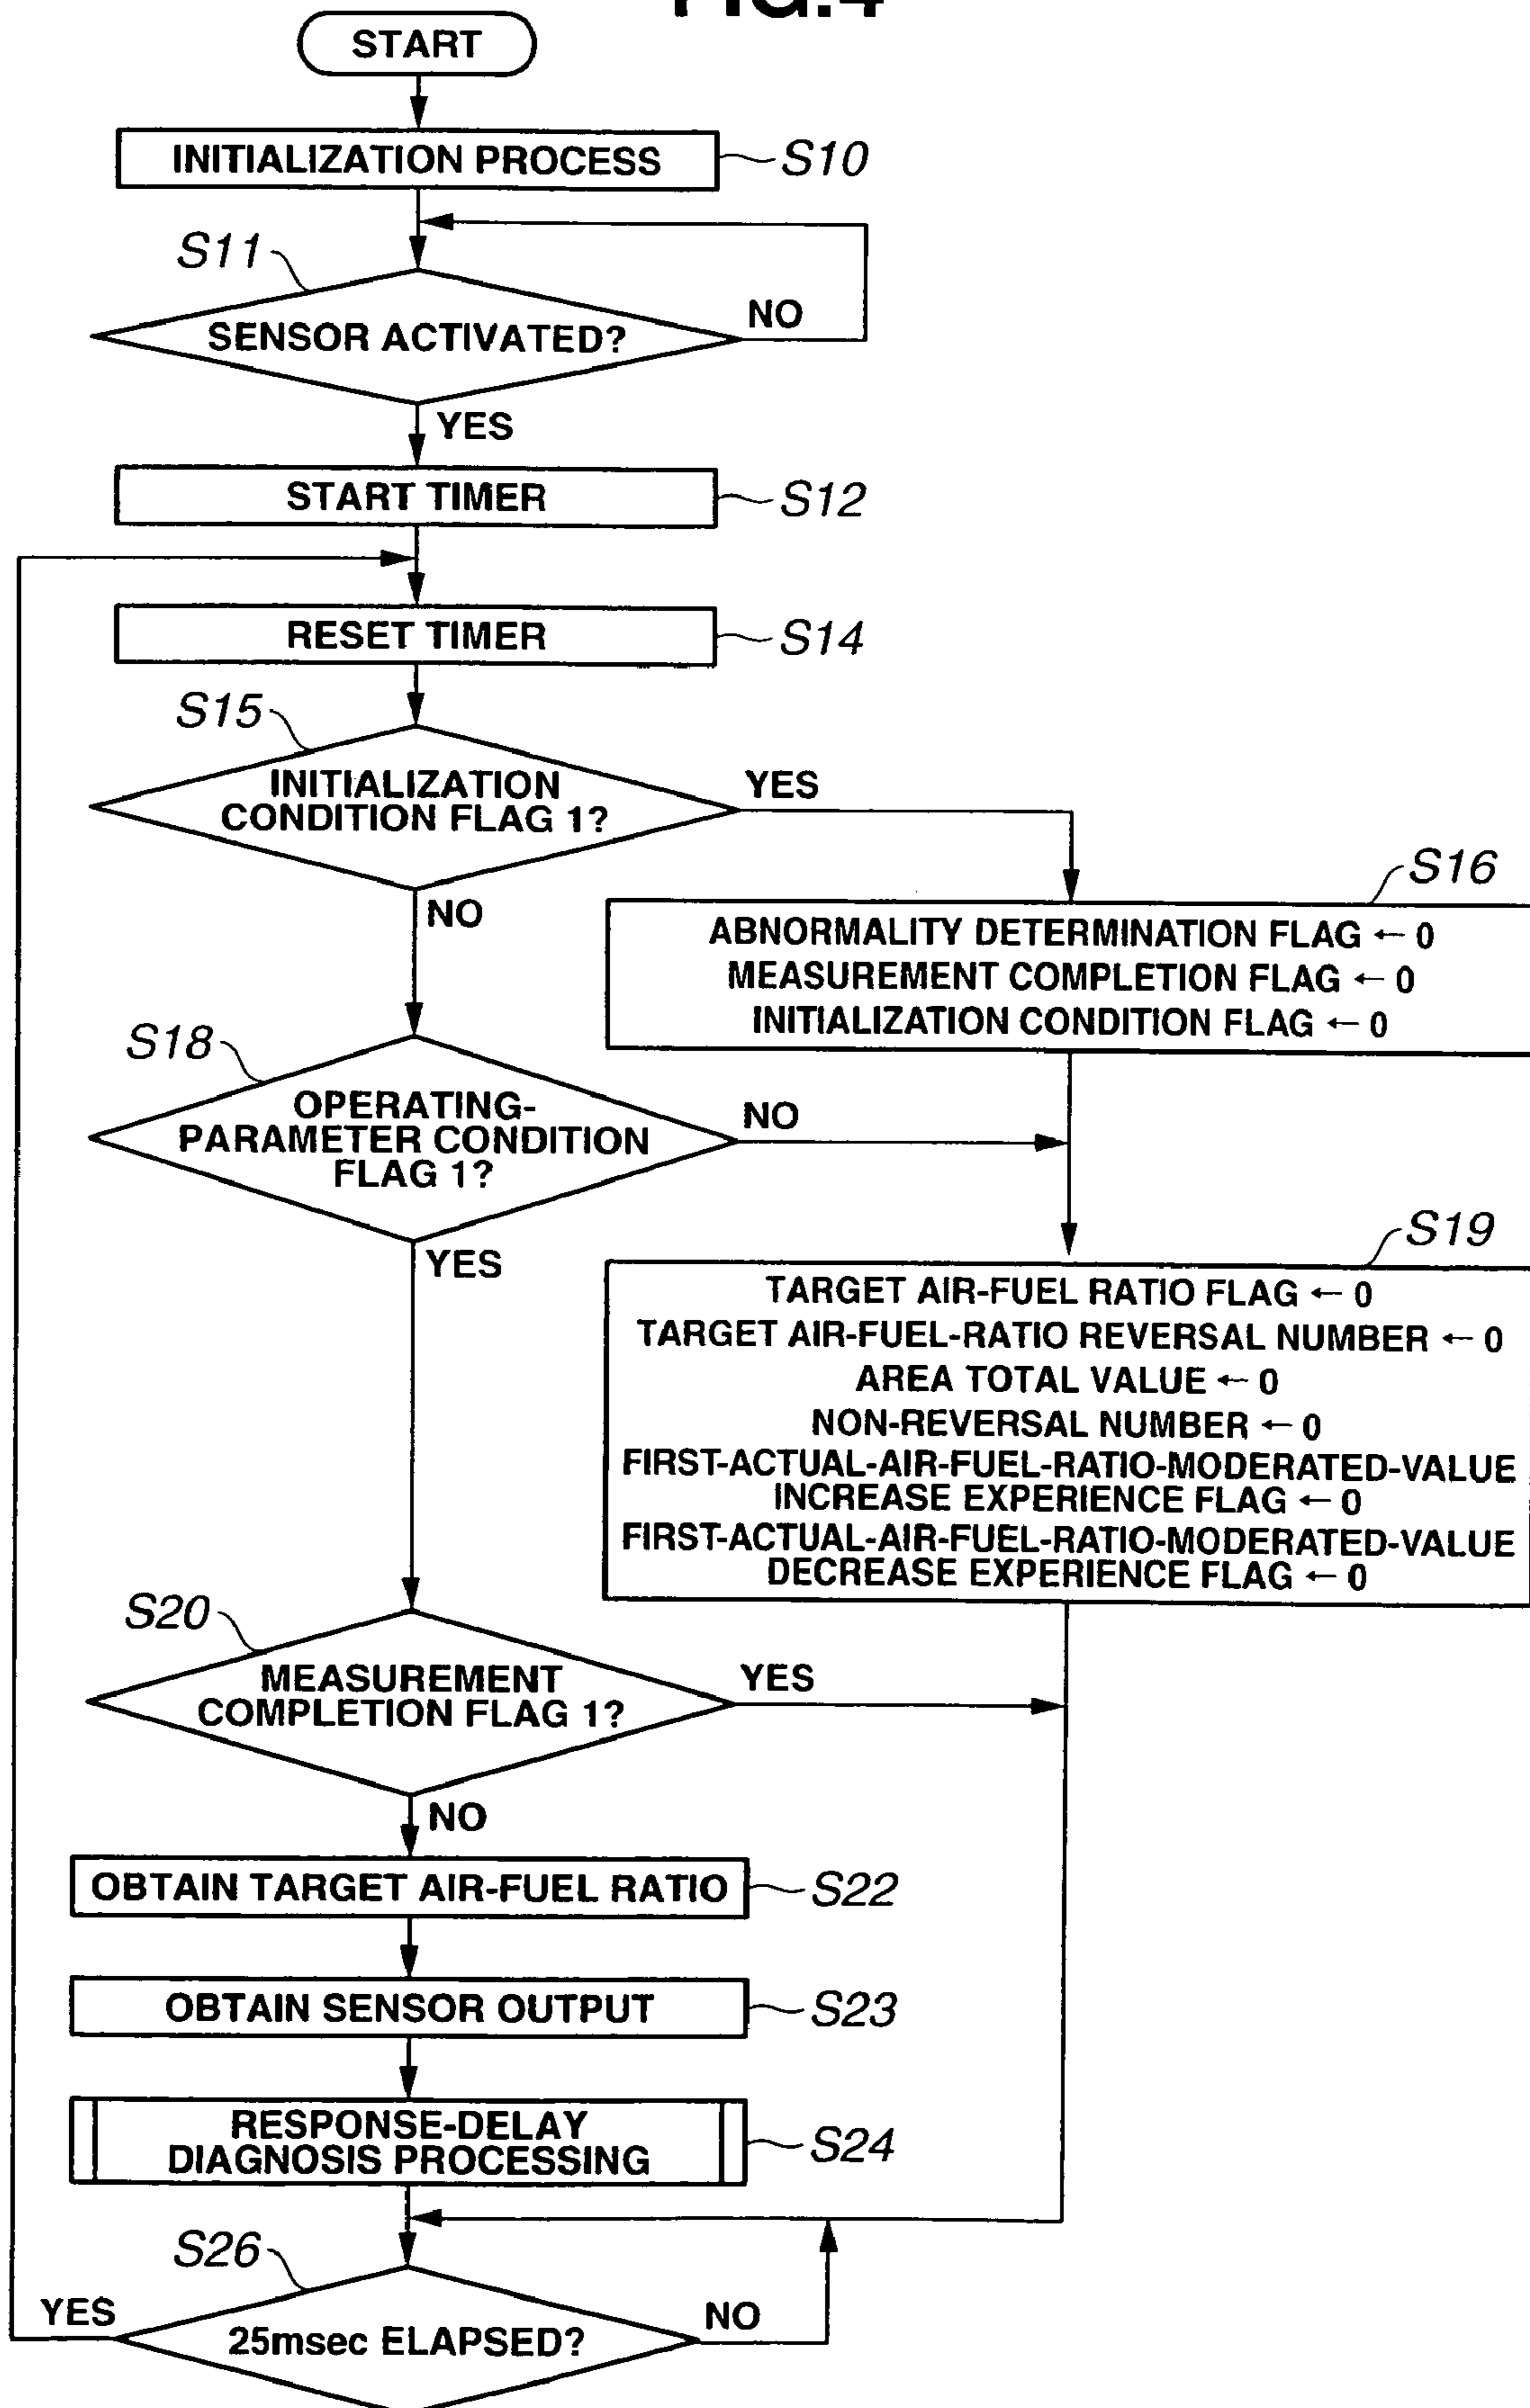 FIG.4
START
INITIALIZATION PROCESS
S10
S11
SENSOR ACTIVATED?
NO
YES
START TIMER
S12
RESET TIMER
S14
S15
INITIALIZATION
CONDITION FLAG 1?
YES
NO
S16
ABNORMALITY DETERMINATION FLAG ← 0
MEASUREMENT COMPLETION FLAG ← 0
INITIALIZATION CONDITION FLAG ← 0
S18
OPERATING-
PARAMETER CONDITION
FLAG 1?
NO
YES
S19
TARGET AIR-FUEL RATIO FLAG ← 0
TARGET AIR-FUEL-RATIO REVERSAL NUMBER ← 0
AREA TOTAL VALUE ← 0
NON-REVERSAL NUMBER ← 0
FIRST-ACTUAL-AIR-FUEL-RATIO-MODERATED-VALUE
INCREASE EXPERIENCE FLAG ← 0
FIRST-ACTUAL-AIR-FUEL-RATIO-MODERATED-VALUE
DECREASE EXPERIENCE FLAG ← 0
S20
MEASUREMENT
COMPLETION FLAG 1?
YES
NO
OBTAIN TARGET AIR-FUEL RATIO
S22
OBTAIN SENSOR OUTPUT
S23
RESPONSE-DELAY
DIAGNOSIS PROCESSING
S24
S26
YES
25msec ELAPSED?
NO